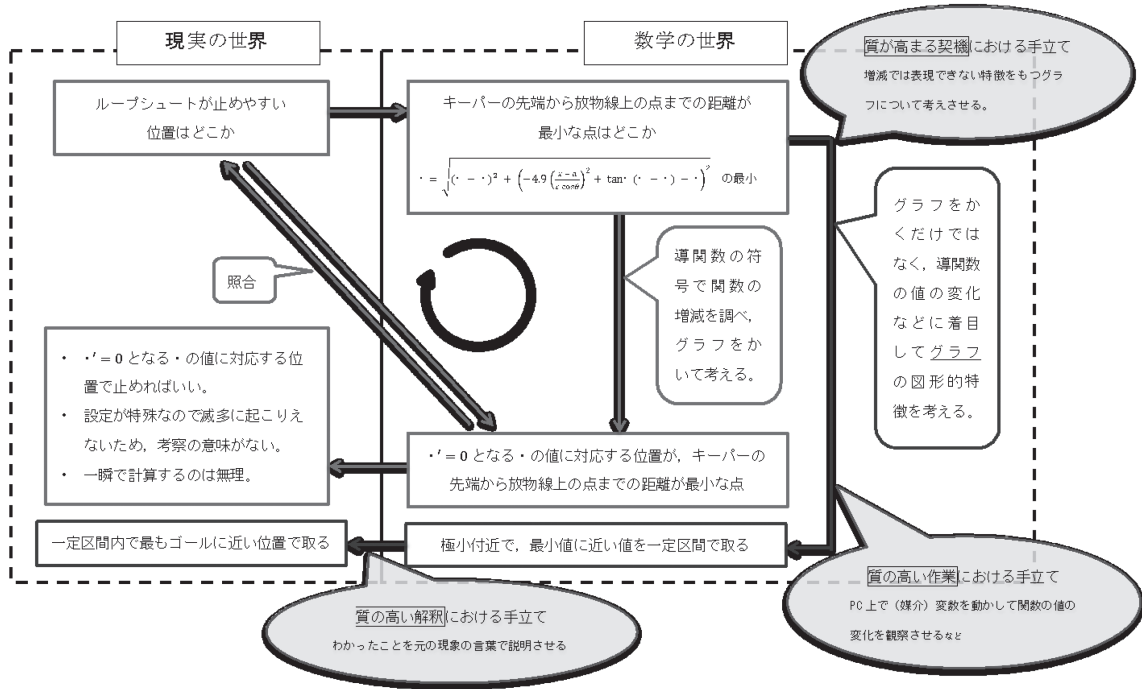 現実の世界
数学の世界
質が高まる契機における手立て
増減では表現できない特徴をもつグラ
フについて考えさせる。
ループシュートが止めやすい
位置はどこか
キーパーの先端から放物線上の点までの距離が
最小な点はどこか
· = √(· − ·)² + (−4.9((x−a)/(v cosθ))² + tan· (· − ·) − ·)² の最小
照合
導関数の符
号で関数の
増減を調べ，
グラフをか
いて考える。
グラフをか
くだけでは
なく，導関数
の値の変化
などに着目
してグラフ
の図形的特
徴を考える。
・ ·′ = 0 となる · の値に対応する位
置で止めればいい。
・ 設定が特殊なので滅多に起こりえ
ないため，考察の意味がない。
・ 一瞬で計算するのは無理。
·′ = 0 となる · の値に対応する位置が，キーパーの
先端から放物線上の点までの距離が最小な点
一定区間内で最もゴールに近い位置で取る
極小付近で，最小値に近い値を一定区間で取る
質の高い解釈における手立て
わかったことを元の現象の言葉で説明させる
質の高い作業における手立て
PC上で（媒介）変数を動かして関数の値の
変化を観察させるなど